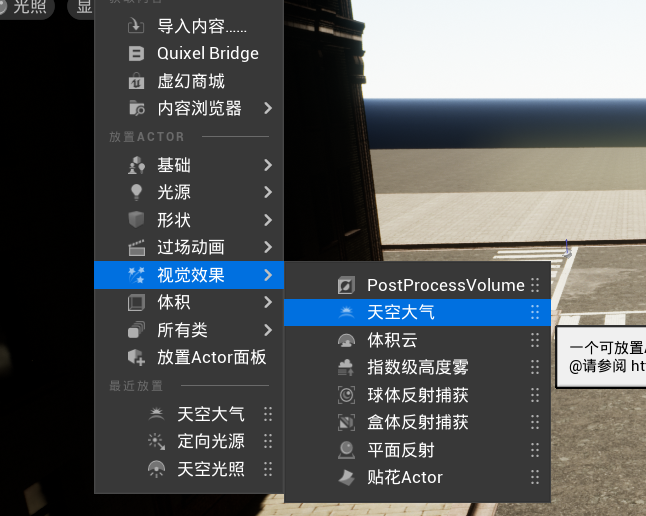 光照
显
获取内容
导入内容......
Quixel Bridge
虚幻商城
内容浏览器
放置ACTOR
基础
光源
形状
过场动画
视觉效果
体积
所有类
放置Actor面板
最近放置
天空大气
定向光源
天空光照
PostProcessVolume
天空大气
体积云
指数级高度雾
球体反射捕获
盒体反射捕获
平面反射
贴花Actor
一个可放置
@请参阅 ht